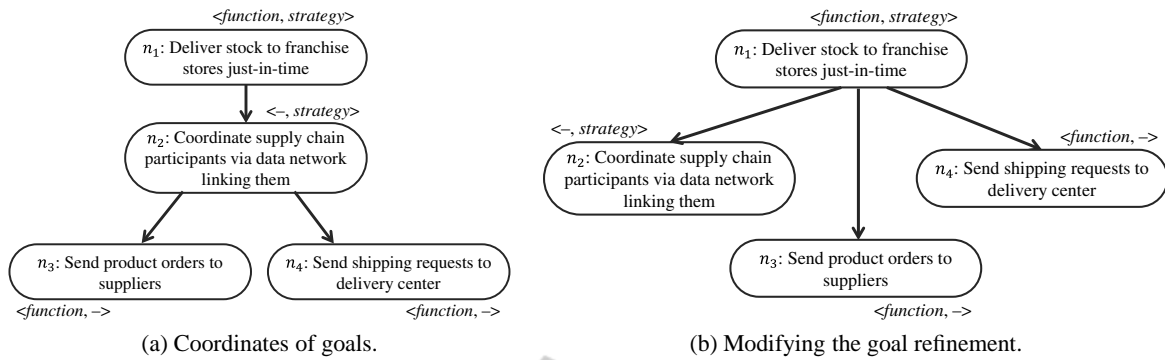 <function, strategy>
n₁: Deliver stock to franchise
stores just-in-time
<–, strategy>
n₂: Coordinate supply chain
participants via data network
linking them
n₃: Send product orders to
suppliers
<function, –>
n₄: Send shipping requests to
delivery center
<function, –>
(a) Coordinates of goals.
<function, strategy>
n₁: Deliver stock to franchise
stores just-in-time
<–, strategy>
n₂: Coordinate supply chain
participants via data network
linking them
<function, –>
n₄: Send shipping requests to
delivery center
n₃: Send product orders to
suppliers
<function, –>
(b) Modifying the goal refinement.